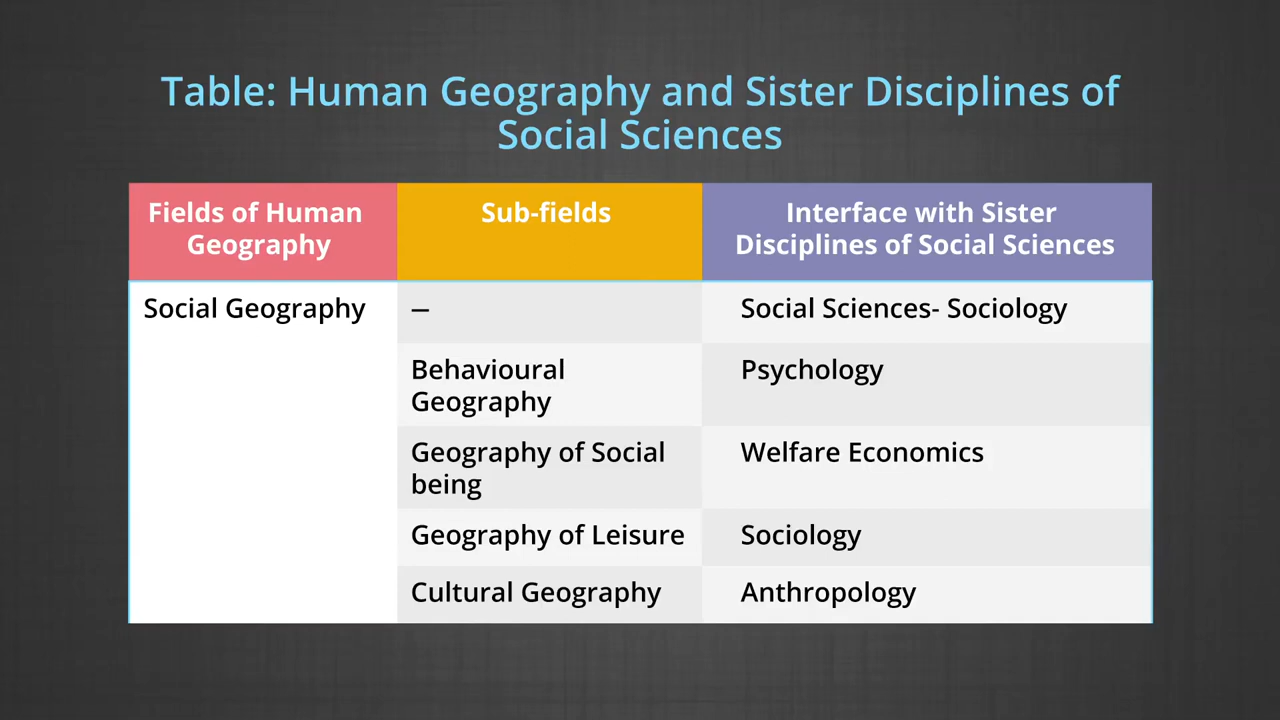 Table: Human Geography and Sister Disciplines of
Social Sciences
Fields of Human
Geography
Sub-fields
Interface with Sister
Disciplines of Social Sciences
Social Geography
–
Social Sciences- Sociology
Behavioural
Geography
Psychology
Geography of Social
being
Welfare Economics
Geography of Leisure
Sociology
Cultural Geography
Anthropology